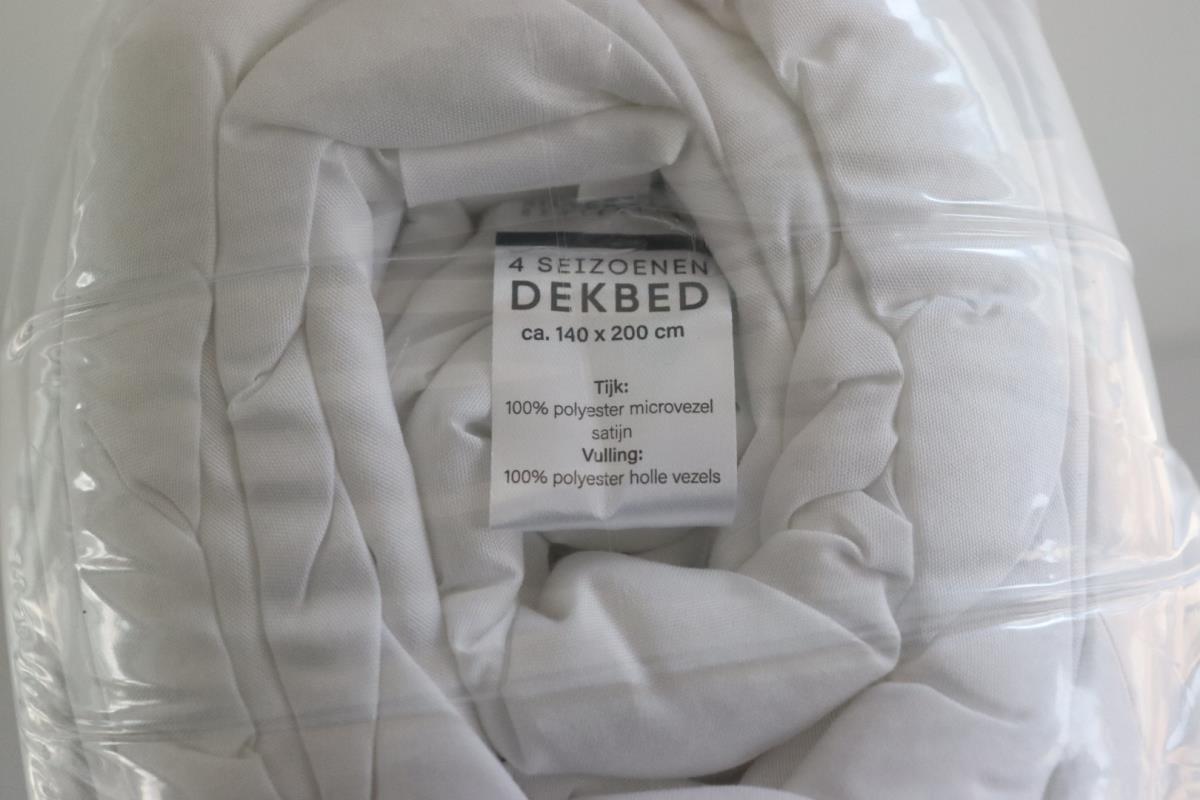 4 SEIZOENEN
DEKBED
ca. 140 x 200 cm
Tijk:
100% polyester microvezel
satijn
Vulling:
100% polyester holle vezels